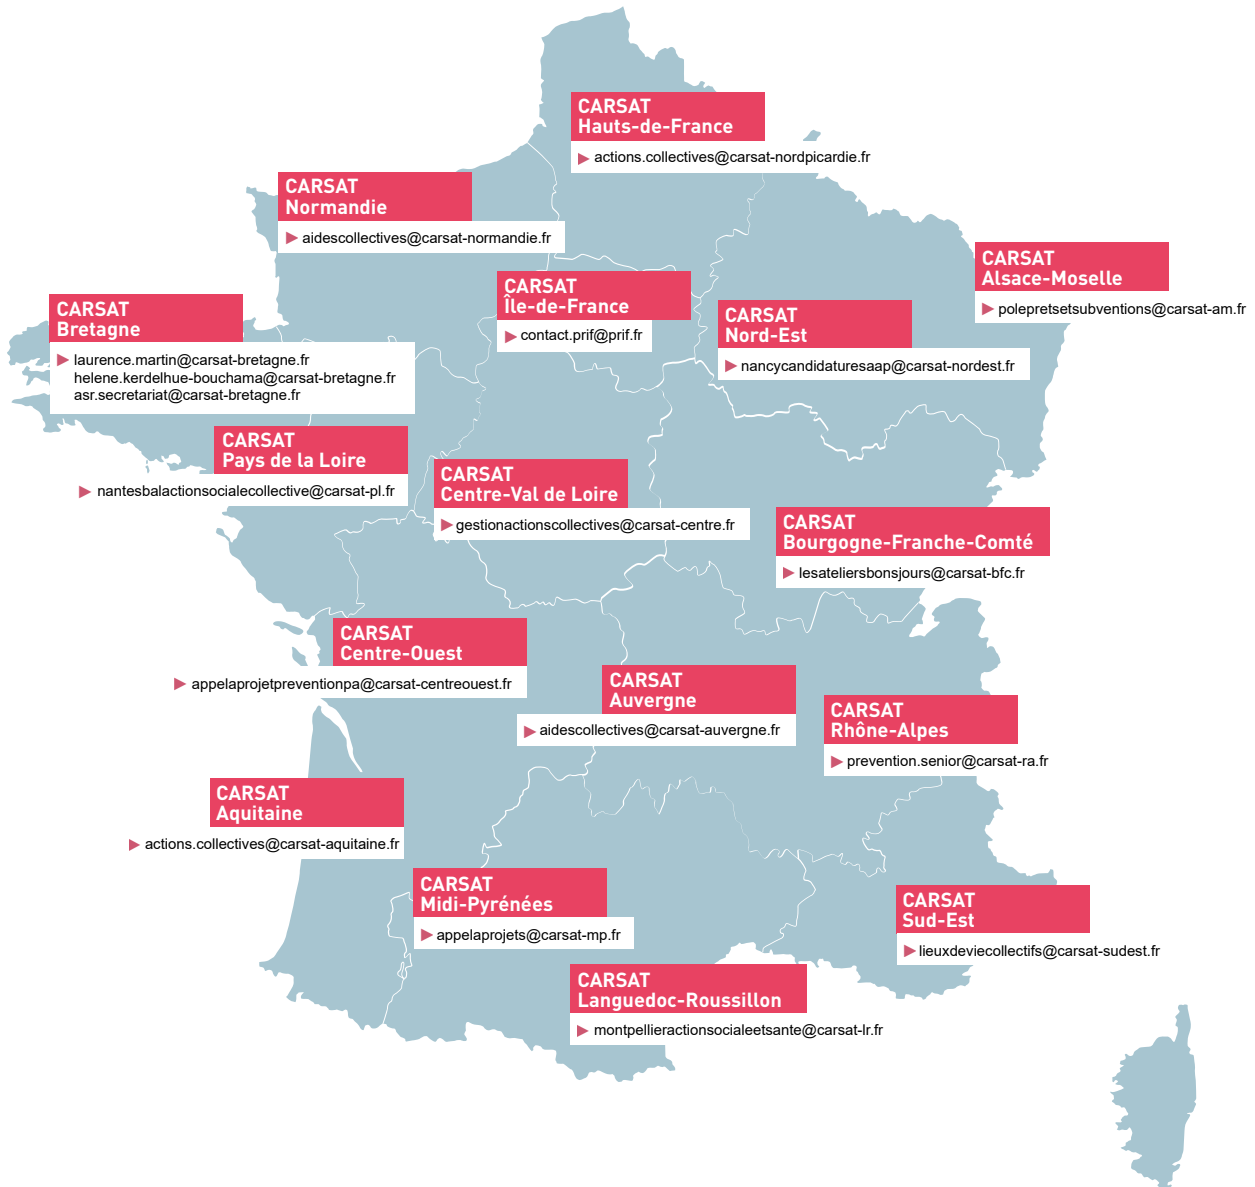 CARSAT
Hauts-de-France
▶ actions.collectives@carsat-nordpicardie.fr
CARSAT
Normandie
▶ aidescollectives@carsat-normandie.fr
CARSAT
Alsace-Moselle
▶ polepretsetsubventions@carsat-am.fr
CARSAT
Île-de-France
▶ contact.prif@prif.fr
CARSAT
Bretagne
▶ laurence.martin@carsat-bretagne.fr
helene.kerdelhue-bouchama@carsat-bretagne.fr
asr.secretariat@carsat-bretagne.fr
CARSAT
Nord-Est
▶ nancycandidaturesaap@carsat-nordest.fr
CARSAT
Pays de la Loire
▶ nantesbalactionsocialecollective@carsat-pl.fr
CARSAT
Centre-Val de Loire
▶ gestionactionscollectives@carsat-centre.fr
CARSAT
Bourgogne-Franche-Comté
▶ lesateliersbonsjours@carsat-bfc.fr
CARSAT
Centre-Ouest
▶ appelaprojetpreventionpa@carsat-centreouest.fr
CARSAT
Auvergne
▶ aidescollectives@carsat-auvergne.fr
CARSAT
Rhône-Alpes
▶ prevention.senior@carsat-ra.fr
CARSAT
Aquitaine
▶ actions.collectives@carsat-aquitaine.fr
CARSAT
Midi-Pyrénées
▶ appelaprojets@carsat-mp.fr
CARSAT
Sud-Est
▶ lieuxdeviecollectifs@carsat-sudest.fr
CARSAT
Languedoc-Roussillon
▶ montpellieractionsocialeetsante@carsat-lr.fr